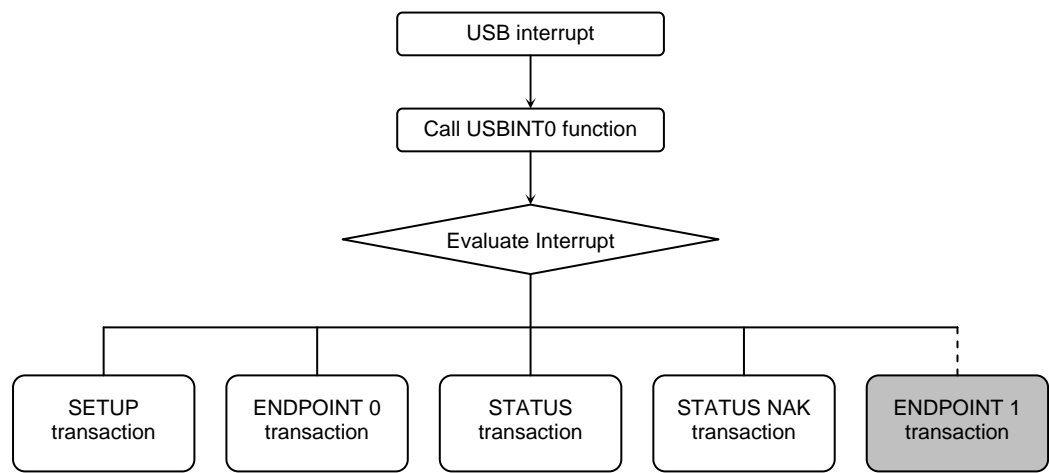 USB interrupt
Call USBINT0 function
Evaluate Interrupt
SETUP
transaction
ENDPOINT 0
transaction
STATUS
transaction
STATUS NAK
transaction
ENDPOINT 1
transaction